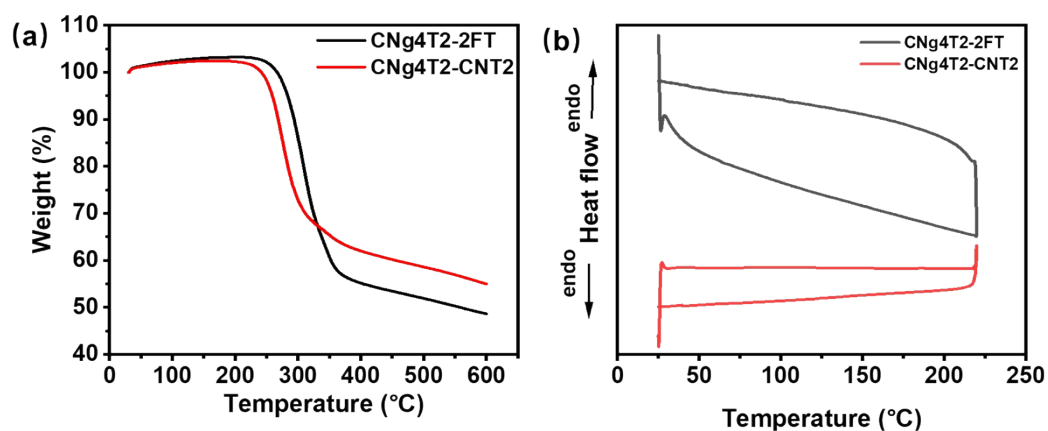 (a)
CNg4T2-2FT
CNg4T2-CNT2
Weight (%)
110
100
90
80
70
60
50
40
0 100 200 300 400 500 600
Temperature (°C)
(b)
CNg4T2-2FT
CNg4T2-CNT2
endo
Heat flow
endo
0 50 100 150 200 250
Temperature (°C)